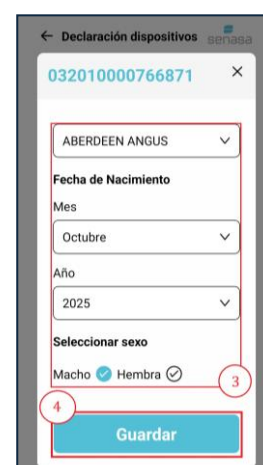 ← Declaración dispositivos senasa
032010000766871 ×
ABERDEEN ANGUS
Fecha de Nacimiento
Mes
Octubre
Año
2025
Seleccionar sexo
Macho Hembra
3
4
Guardar